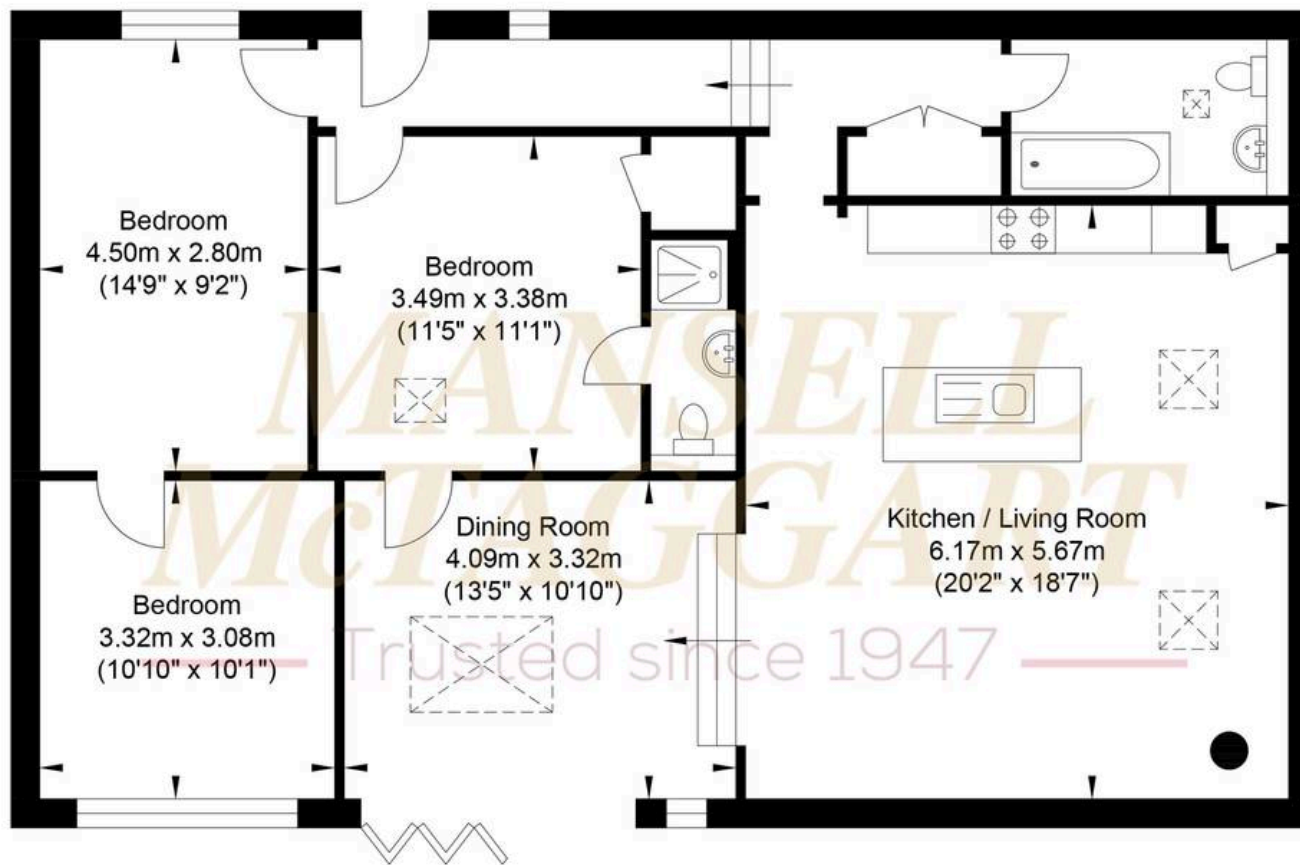 Bedroom
4.50m x 2.80m
(14'9" x 9'2")
Bedroom
3.49m x 3.38m
(11'5" x 11'1")
MANSELL
McTAGGART
Trusted since 1947
Kitchen / Living Room
6.17m x 5.67m
(20'2" x 18'7")
Dining Room
4.09m x 3.32m
(13'5" x 10'10")
Bedroom
3.32m x 3.08m
(10'10" x 10'1")